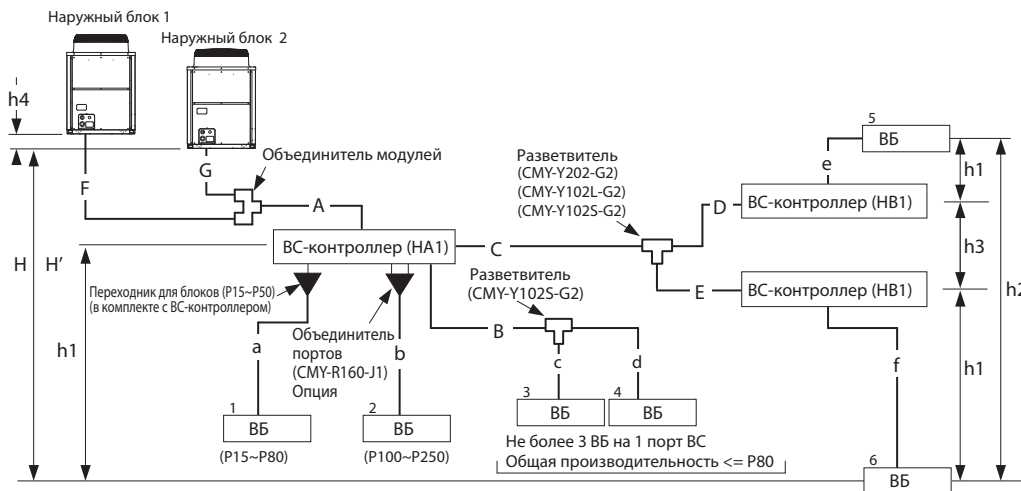 Наружный блок 1
Наружный блок 2
h4
5
ВБ
Объединитель модулей
Разветвитель
(CMY-Y202-G2)
(CMY-Y102L-G2)
(CMY-Y102S-G2)
G
F
e
h1
A
D
ВС-контроллер (HB1)
ВС-контроллер (HA1)
C
H
H’
h3
Разветвитель
(CMY-Y102S-G2)
E
ВС-контроллер (HB1)
h2
Переходник для блоков (P15~P50)
(в комплекте с ВС-контроллером)
B
h1
a
Объединитель
портов
(CMY-R160-J1)
Опция
b
c
d
f
h1
1
ВБ
(P15~P80)
2
ВБ
(P100~P250)
3
ВБ
4
ВБ
Не более 3 ВБ на 1 порт ВС
Общая производительность <= P80
6
ВБ